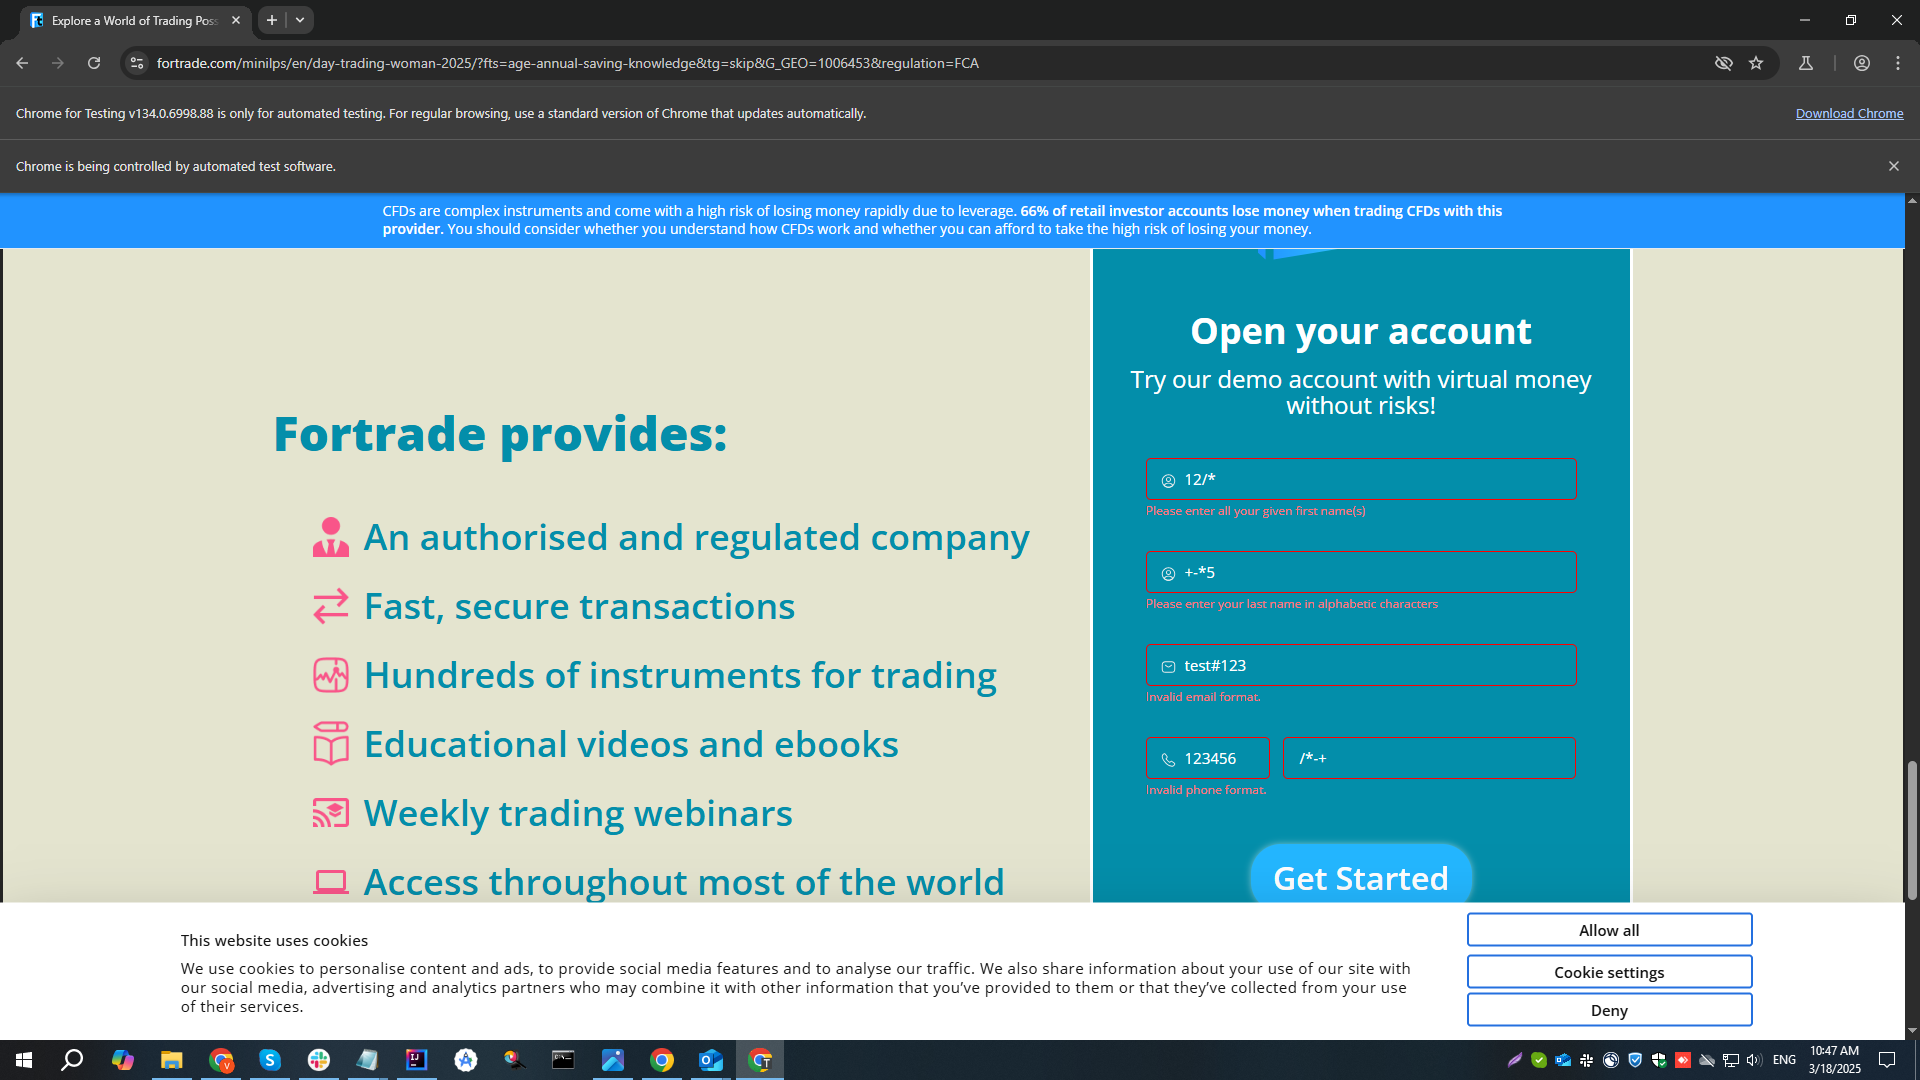 Explore a World of Trading Poss
fortrade.com/minilps/en/day-trading-woman-2025/?fts=age-annual-saving-knowledge&tg=skip&G_GEO=1006453&regulation=FCA
Chrome for Testing v134.0.6998.88 is only for automated testing. For regular browsing, use a standard version of Chrome that updates automatically.
Download Chrome
Chrome is being controlled by automated test software.
CFDs are complex instruments and come with a high risk of losing money rapidly due to leverage. 66% of retail investor accounts lose money when trading CFDs with this
provider. You should consider whether you understand how CFDs work and whether you can afford to take the high risk of losing your money.
Fortrade provides:
An authorised and regulated company
Fast, secure transactions
Hundreds of instruments for trading
Educational videos and ebooks
Weekly trading webinars
Access throughout most of the world
Open your account
Try our demo account with virtual money
without risks!
12/*
Please enter all your given first name(s)
+-*5
Please enter your last name in alphabetic characters
test#123
Invalid email format.
123456
/*-+
Invalid phone format.
Get Started
This website uses cookies
We use cookies to personalise content and ads, to provide social media features and to analyse our traffic. We also share information about your use of our site with
our social media, advertising and analytics partners who may combine it with other information that you've provided to them or that they've collected from your use
of their services.
Allow all
Cookie settings
Deny
ENG
10:47 AM
3/18/2025